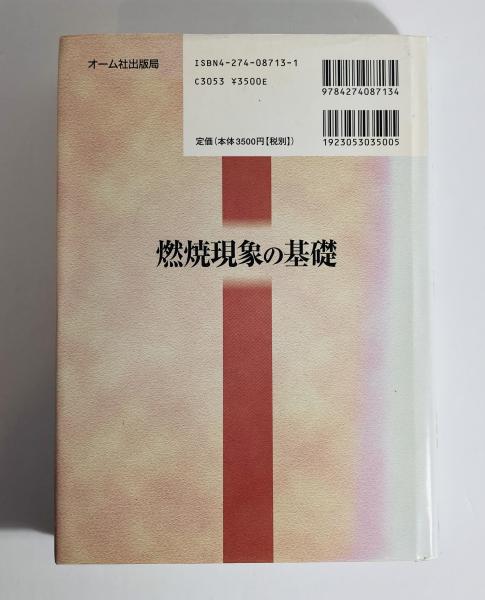 オーム社出版局
ISBN4-274-08713-1
C3053 ¥3500E
定価(本体3500円【税別】)
9784274087134
1923053035005
燃焼現象の基礎